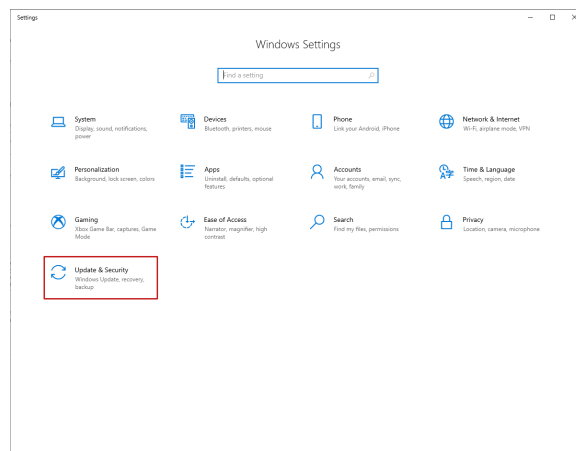 Settings
Windows Settings
Find a setting
System
Display, sound, notifications,
power
Devices
Bluetooth, printers, mouse
Phone
Link your Android, iPhone
Network & Internet
Wi-Fi, airplane mode, VPN
Personalization
Background, lock screen, colors
Apps
Uninstall, defaults, optional
features
Accounts
Your accounts, email, sync,
work, family
Time & Language
Speech, region, date
Gaming
Xbox Game Bar, captures, Game
Mode
Ease of Access
Narrator, magnifier, high
contrast
Search
Find my files, permissions
Privacy
Location, camera, microphone
Update & Security
Windows Update, recovery,
backup